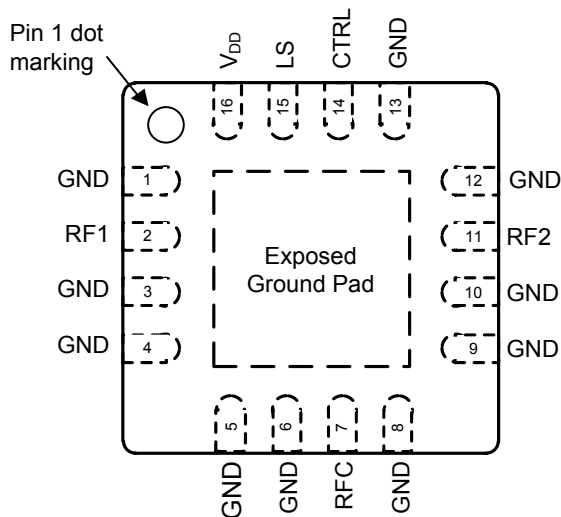 Pin 1 dot
marking
VDD
LS
CTRL
GND
16
15
14
13
GND 1
12 GND
RF1 2
11 RF2
Exposed
Ground Pad
GND 3
10 GND
GND 4
9 GND
5
6
7
8
GND
GND
RFC
GND